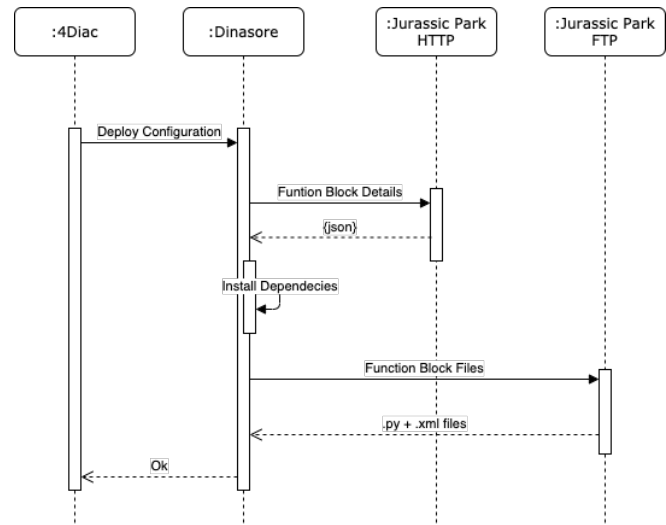 :4Diac
:Dinasore
:Jurassic Park
HTTP
:Jurassic Park
FTP
Deploy Configuration
Funtion Block Details
{json}
Install Dependecies
Function Block Files
.py + .xml files
Ok